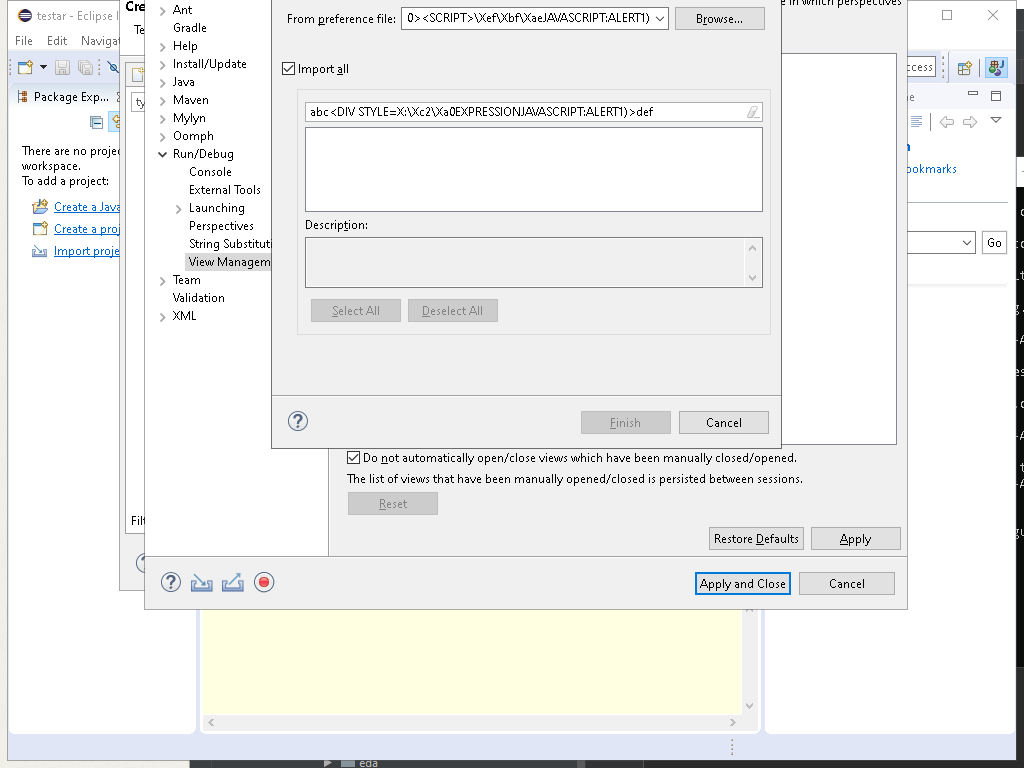 testar - Eclipse I
File Edit Naviga
Package Exp...
There are no proje
workspace.
To add a project:
Create a Java
Create a proj
Import proje
Cre
Te
ty
Filt
Ant
Gradle
Help
Install/Update
Java
Maven
Mylyn
Oomph
Run/Debug
Console
External Tools
Launching
Perspectives
String Substituti
View Managem
Team
Validation
XML
From preference file: 0><SCRIPT>\Xef\Xbf\XaeJAVASCRIPT:ALERT1) Browse...
Import all
abc<DIV STYLE=X:\Xc2\Xa0EXPRESSIONJAVASCRIPT:ALERT1)>def
Description:
Select All Deselect All
Finish Cancel
e in which perspectives
Do not automatically open/close views which have been manually closed/opened.
The list of views that have been manually opened/closed is persisted between sessions.
Reset
Restore Defaults Apply
Apply and Close Cancel
cess
ookmarks
Go
eda